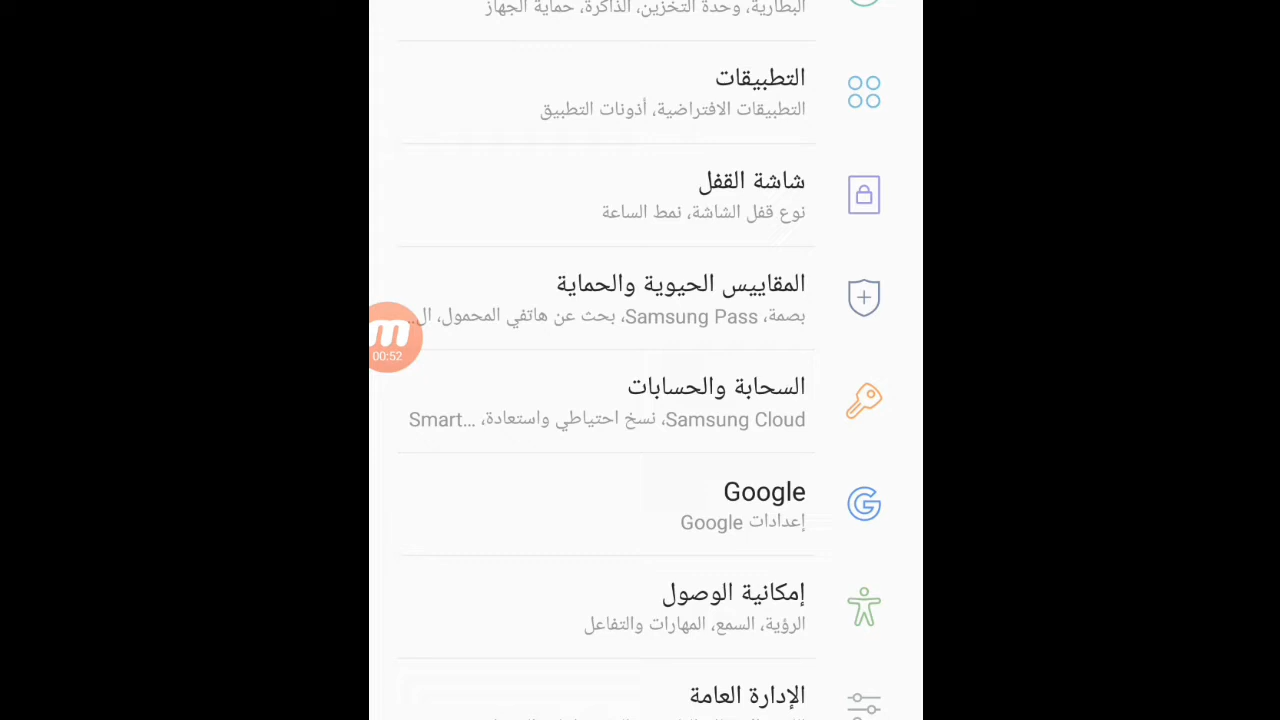 البطارية، وحدة التخزين، الذاكرة، حماية الجهاز
التطبيقات
التطبيقات الافتراضية، أذونات التطبيق
شاشة القفل
نوع قفل الشاشة، نمط الساعة
المقاييس الحيوية والحماية
بصمة، Samsung Pass، بحث عن هاتفي المحمول، ال...
m
00:52
السحابة والحسابات
Samsung Cloud، نسخ احتياطي واستعادة، Smart...
Google
إعدادات Google
إمكانية الوصول
الرؤية، السمع، المهارات والتفاعل
الإدارة العامة